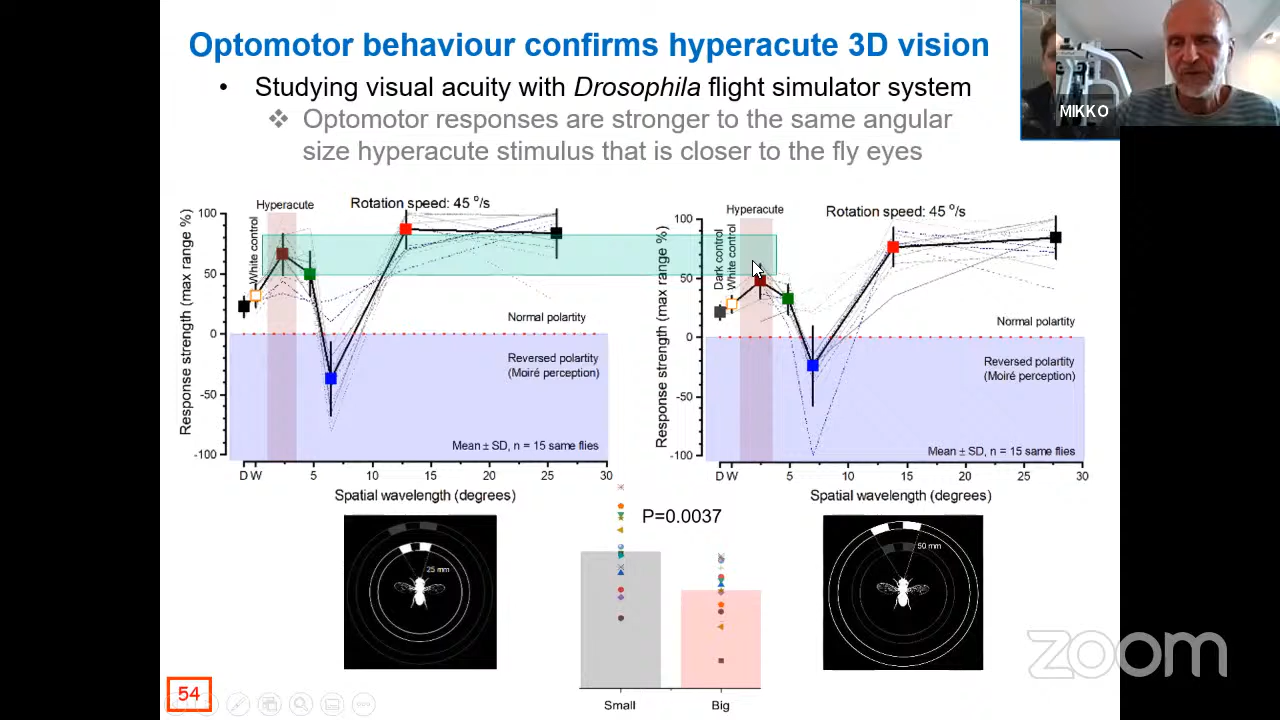 Optomotor behaviour confirms hyperacute 3D vision
• Studying visual acuity with Drosophila flight simulator system
❖ Optomotor responses are stronger to the same angular
size hyperacute stimulus that is closer to the fly eyes
MIKKO
Hyperacute
Rotation speed: 45 °/s
White control
Response strength (max range %)
100
50
0
-50
-100
Normal polartity
Reversed polartity
(Moiré perception)
Mean ± SD, n = 15 same flies
D W 5 10 15 20 25 30
Spatial wavelength (degrees)
Hyperacute
Rotation speed: 45 °/s
Dark control
White control
Response strength (max range %)
100
50
0
-50
-100
Normal polartity
Reversed polartity
(Moiré perception)
Mean ± SD, n = 15 same flies
D W 5 10 15 20 25 30
Spatial wavelength (degrees)
25 mm
P=0.0037
Small Big
50 mm
zoom
54